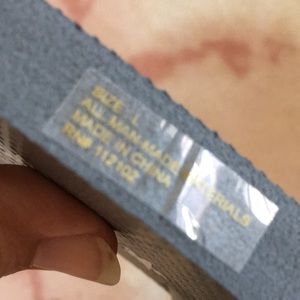 SIZE: L
ALL MAN-MADE MATERIALS
MADE IN CHINA
RN# 112102